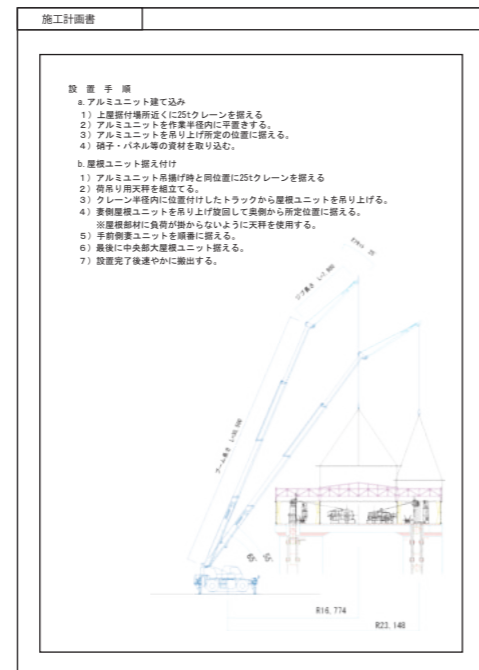 施工計画書
設 置 手 順
a.アルミユニット建て込み
1）上屋据付場所近くに25tクレーンを据える
2）アルミユニットを作業半径内に平置きする。
3）アルミユニットを吊り上げ所定の位置に据える。
4）硝子・パネル等の資材を取り込む。
b.屋根ユニット据え付け
1）アルミユニット吊揚げ時と同位置に25tクレーンを据える
2）荷吊り用天秤を組立てる。
3）クレーン半径内に位置付けしたトラックから屋根ユニットを吊り上げる。
4）妻側屋根ユニットを吊り上げ旋回して奥側から所定位置に据える。
※屋根部材に負荷が掛からないように天秤を使用する。
5）手前側妻ユニットを順番に据える。
6）最後に中央部大屋根ユニット据える。
7）設置完了後速やかに搬出する。
ジブ長さ L=7,900
ブーム長さ L=30,500
R16.774
R23.148